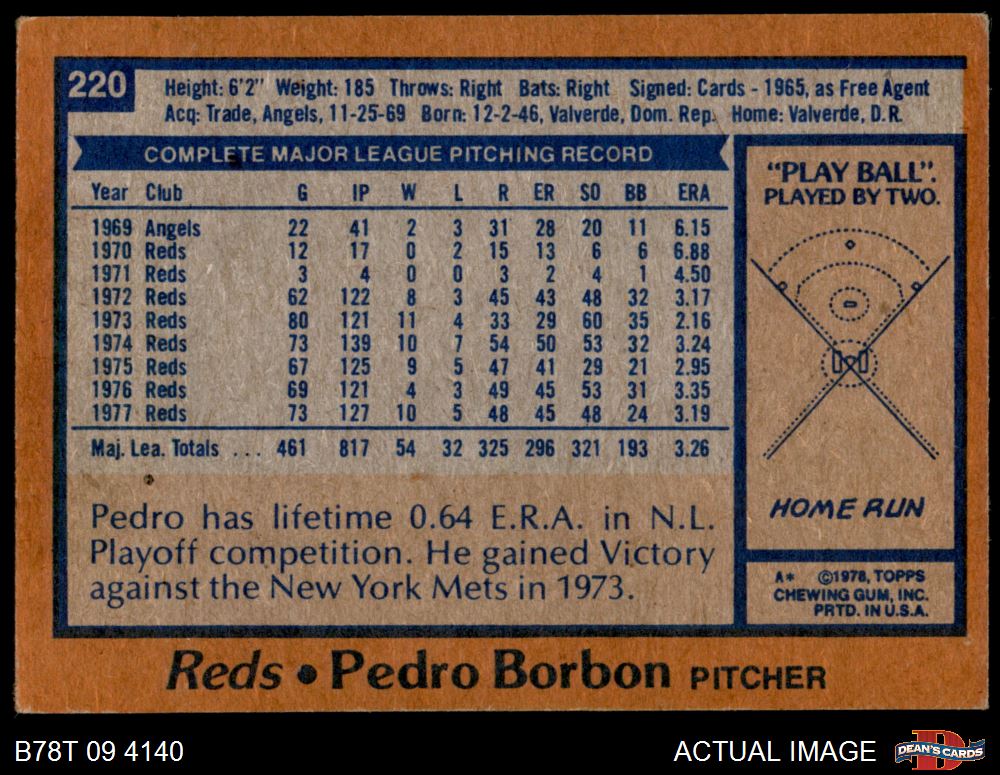 220
Height: 6'2" Weight: 185 Throws: Right Bats: Right Signed: Cards - 1965, as Free Agent
Acq: Trade, Angels, 11-25-69 Born: 12-2-46, Valverde, Dom. Rep. Home: Valverde, D.R.
COMPLETE MAJOR LEAGUE PITCHING RECORD
Year Club G IP W L R ER SO BB ERA
1969 Angels 22 41 2 3 31 28 20 11 6.15
1970 Reds 12 17 0 2 15 13 6 6 6.88
1971 Reds 3 4 0 0 3 2 4 1 4.50
1972 Reds 62 122 8 3 45 43 48 32 3.17
1973 Reds 80 121 11 4 33 29 60 35 2.16
1974 Reds 73 139 10 7 54 50 53 32 3.24
1975 Reds 67 125 9 5 47 41 29 21 2.95
1976 Reds 69 121 4 3 49 45 53 31 3.35
1977 Reds 73 127 10 5 48 45 48 24 3.19
Maj. Lea. Totals ... 461 817 54 32 325 296 321 193 3.26
Pedro has lifetime 0.64 E.R.A. in N.L.
Playoff competition. He gained Victory
against the New York Mets in 1973.
"PLAY BALL".
PLAYED BY TWO.
HOME RUN
A* ©1978, TOPPS
CHEWING GUM, INC.
PRTD. IN U.S.A.
Reds • Pedro Borbon PITCHER
B78T 09 4140
ACTUAL IMAGE
D
DEAN'S CARDS